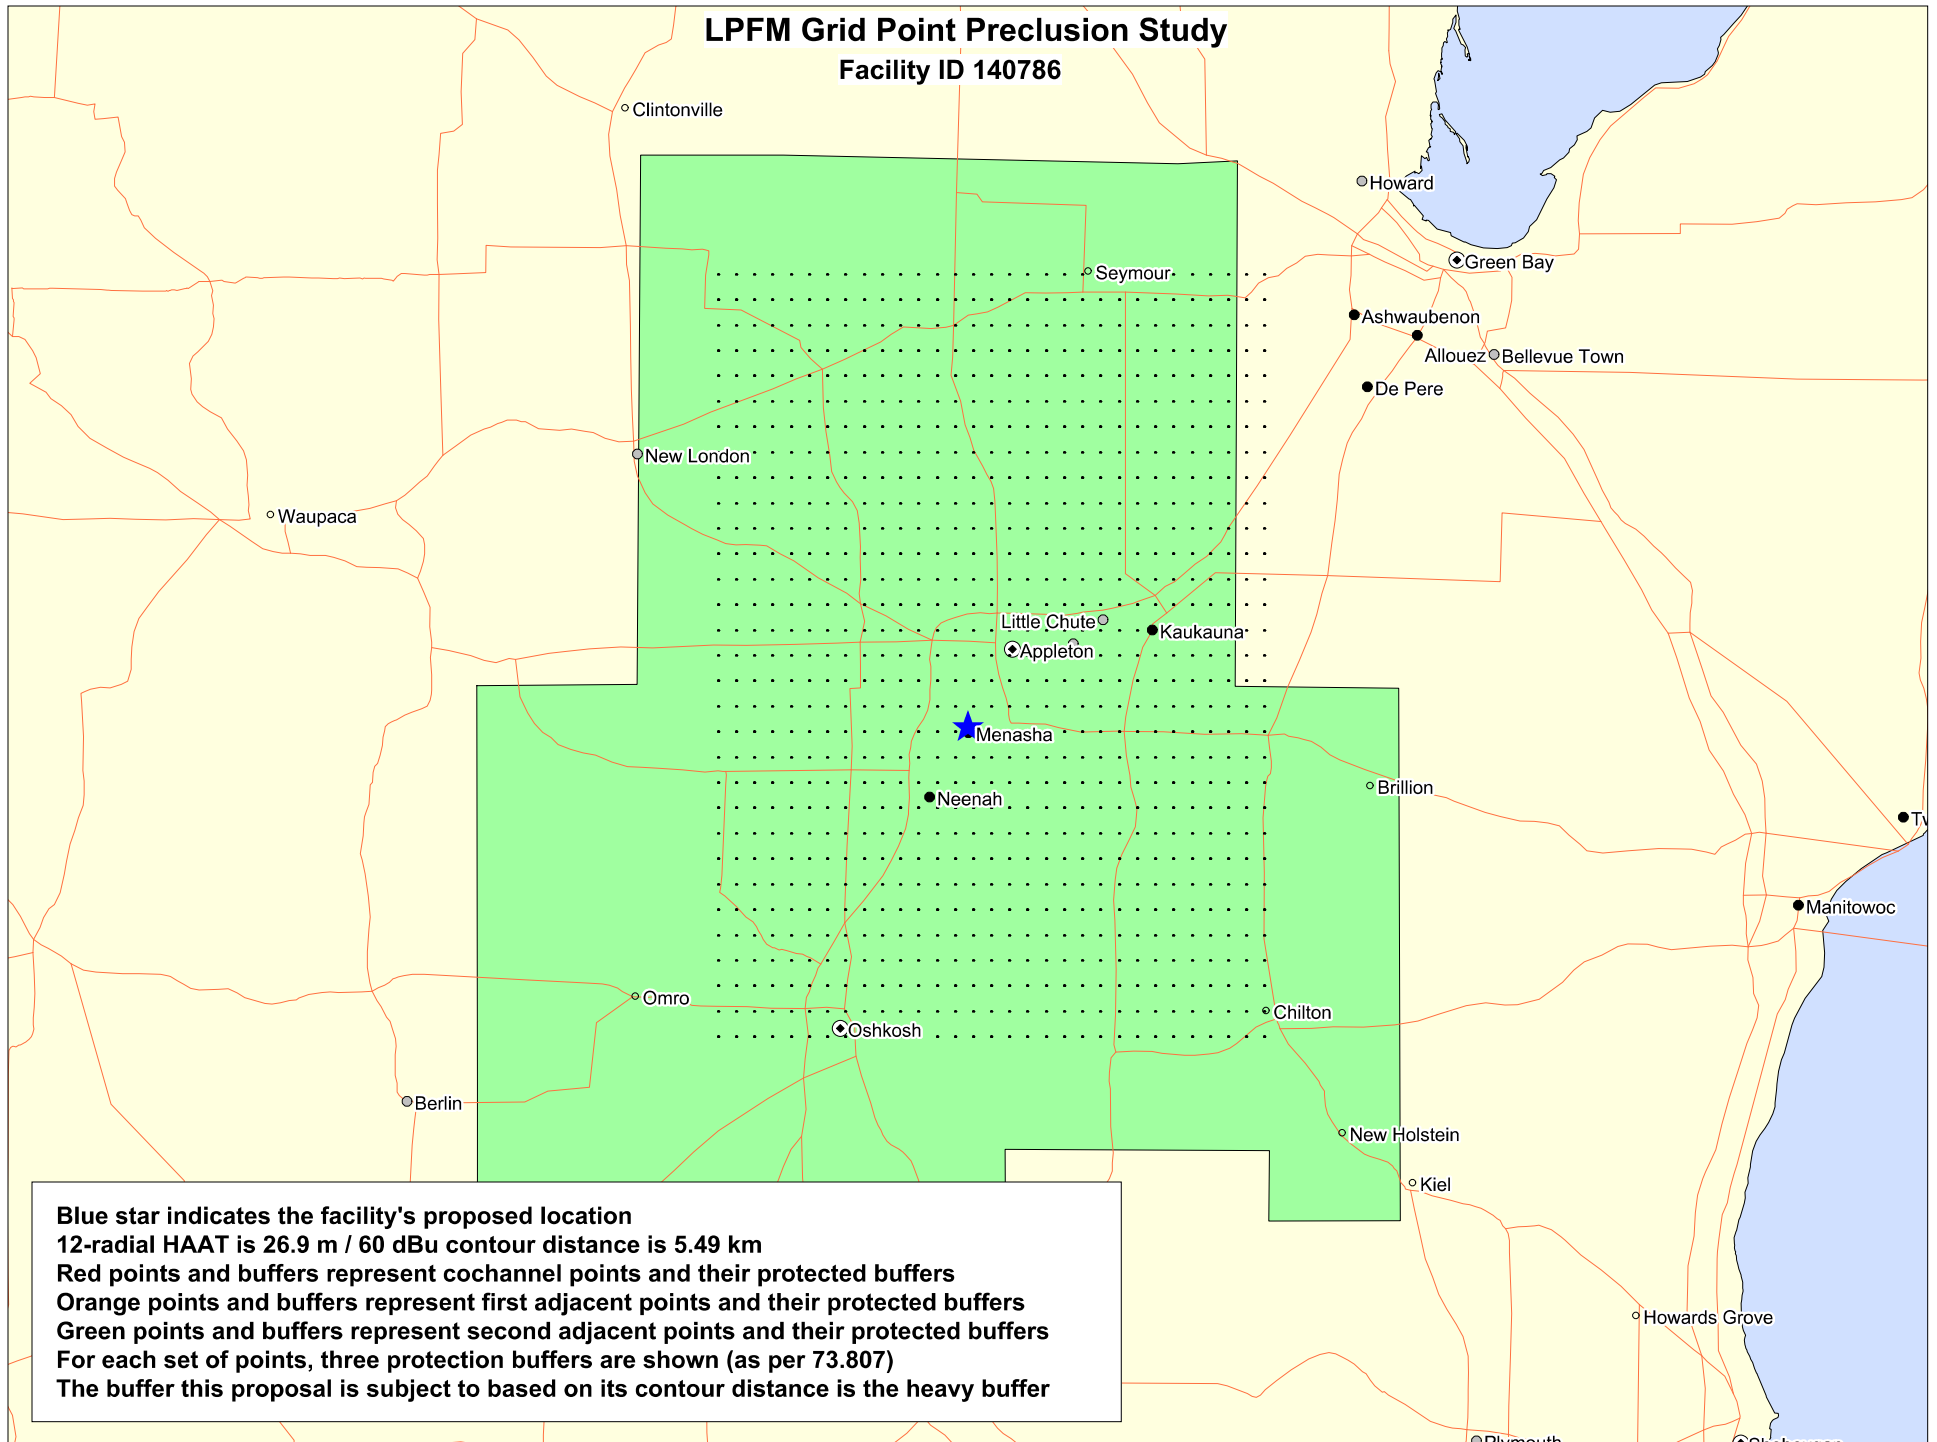 LPFM Grid Point Preclusion Study
Facility ID 140786
Clintonville
Howard
Green Bay
Seymour
Ashwaubenon
Allouez
Bellevue Town
De Pere
New London
Waupaca
Little Chute
Kaukauna
Appleton
Menasha
Brillion
Neenah
Tw
Manitowoc
Omro
Chilton
Oshkosh
Berlin
New Holstein
Kiel
Blue star indicates the facility's proposed location
12-radial HAAT is 26.9 m / 60 dBu contour distance is 5.49 km
Red points and buffers represent cochannel points and their protected buffers
Orange points and buffers represent first adjacent points and their protected buffers
Green points and buffers represent second adjacent points and their protected buffers
For each set of points, three protection buffers are shown (as per 73.807)
The buffer this proposal is subject to based on its contour distance is the heavy buffer
Howards Grove
Plymouth